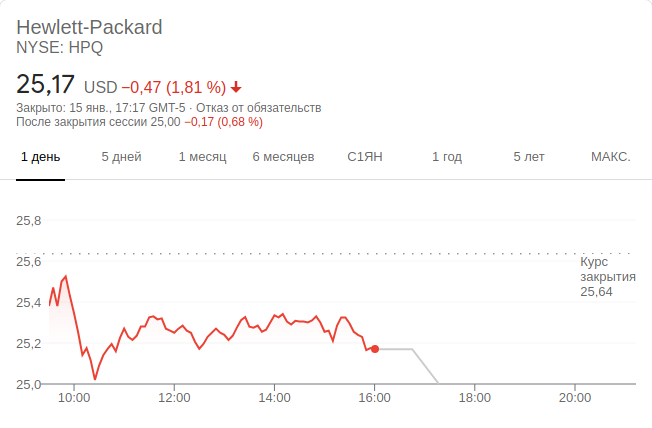 Hewlett-Packard
NYSE: HPQ
25,17 USD −0,47 (1,81 %)
Закрыто: 15 янв., 17:17 GMT-5 · Отказ от обязательств
После закрытия сессии 25,00 −0,17 (0,68 %)
1 день 5 дней 1 месяц 6 месяцев С1ЯН 1 год 5 лет МАКС.
25,8
25,6
25,4
25,2
25,0
Курс
закрытия
25,64
10:00 12:00 14:00 16:00 18:00 20:00